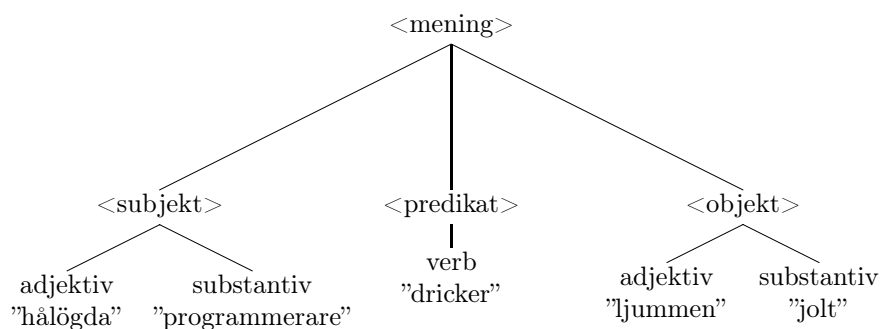 <mening>
<subjekt> <predikat> <objekt>
adjektiv substantiv verb adjektiv substantiv
"hålögda" "programmerare" "dricker" "ljummen" "jolt"